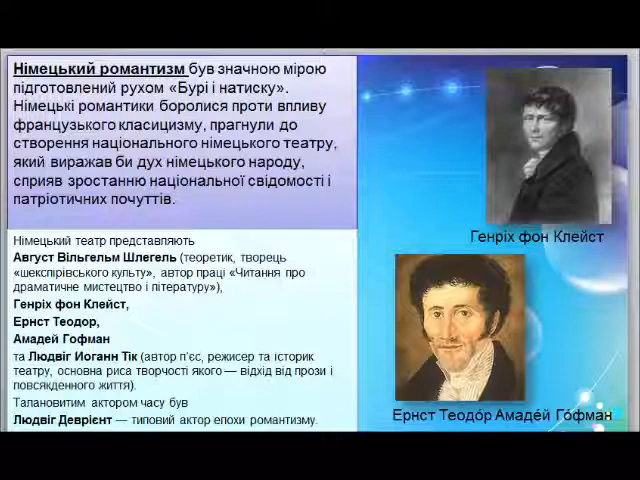 Німецький романтизм був значною мірою
підготовлений рухом «Бурі і натиску».
Німецькі романтики боролися проти впливу
французького класицизму, прагнули до
створення національного німецького театру,
який виражав би дух німецького народу,
сприяв зростанню національної свідомості і
патріотичних почуттів.
Німецький театр представляють
Август Вільгельм Шлегель (теоретик, творець
«шекспірівського культу», автор праці «Читання про
драматичне мистецтво і література»),
Генріх фон Клейст,
Ернст Теодор,
Амадей Гофман
та Людвіг Иоганн Тік (автор п'єс, режисер та історик
театру, основна риса творчості якого — відхід від прози і
повсякденного життя).
Талановитим актором часу був
Людвіг Деврієнт — типовий актор епохи романтизму.
Генріх фон Клейст
Ернст Теодо́р Амаде́й Го́фман